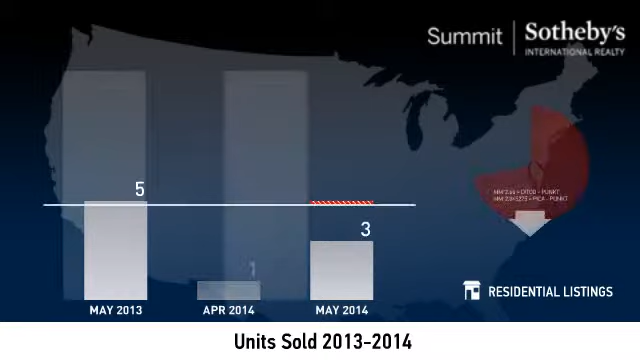 Summit | Sotheby's
INTERNATIONAL REALTY
5
1
3
MAY 2013
APR 2014
MAY 2014
RESIDENTIAL LISTINGS
Units Sold 2013-2014